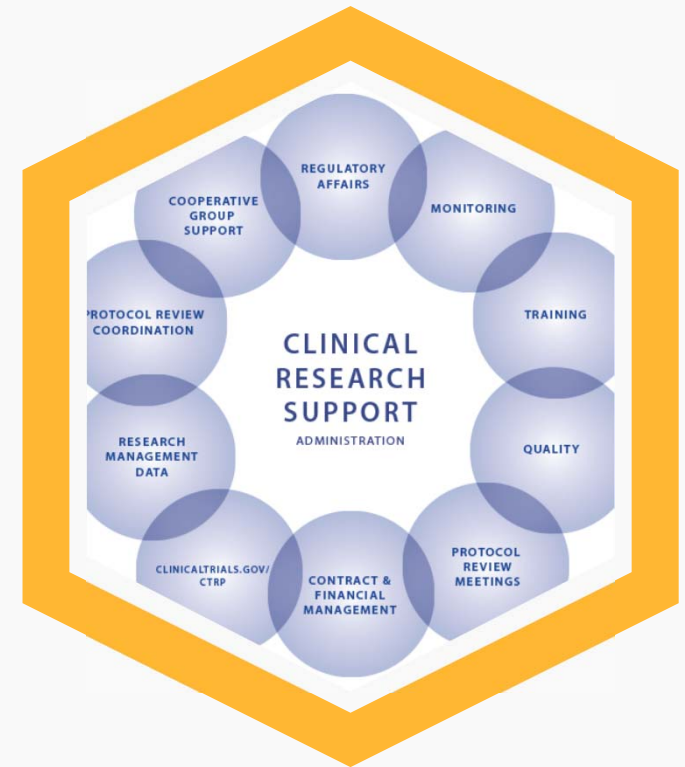 REGULATORY
AFFAIRS
COOPERATIVE
GROUP
SUPPORT
MONITORING
PROTOCOL REVIEW
COORDINATION
TRAINING
CLINICAL
RESEARCH
SUPPORT
ADMINISTRATION
RESEARCH
MANAGEMENT
DATA
QUALITY
CLINICALTRIALS.GOV/
CTRP
CONTRACT &
FINANCIAL
MANAGEMENT
PROTOCOL
REVIEW
MEETINGS